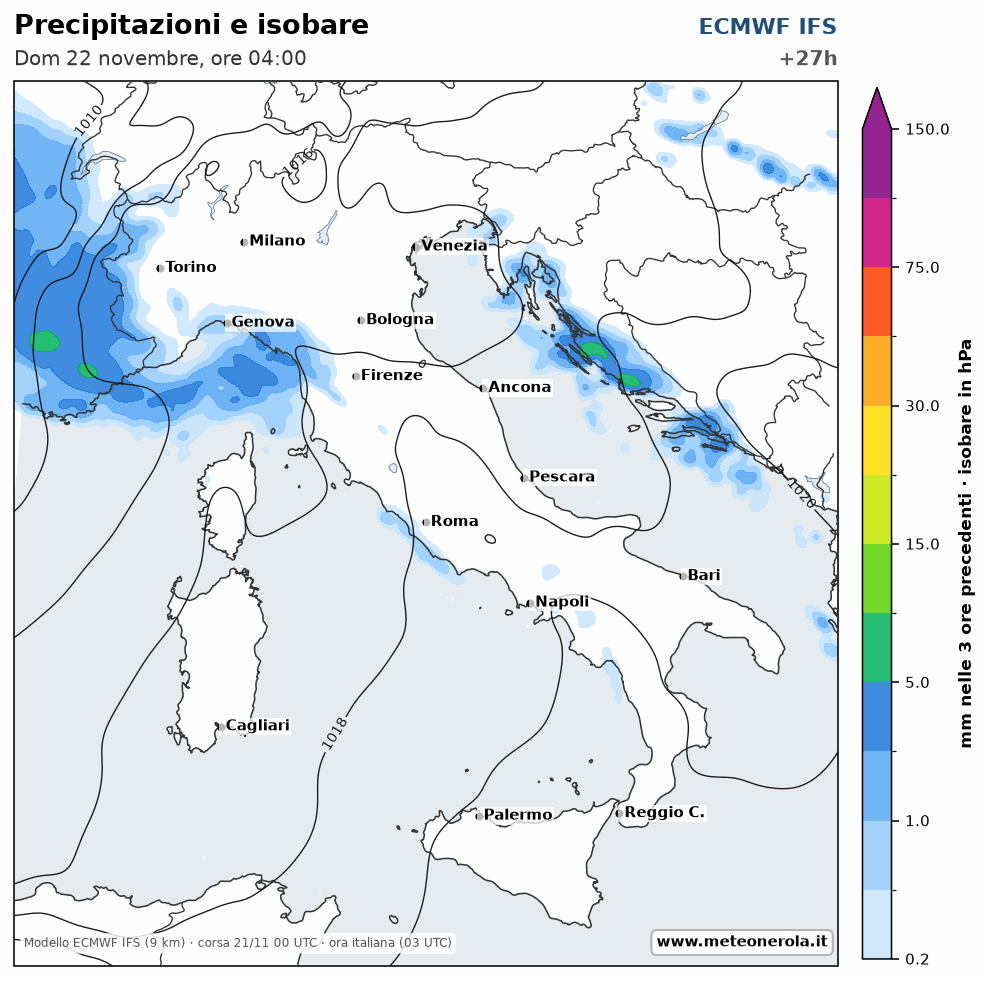 Precipitazioni e isobare
ECMWF IFS
Dom 22 novembre, ore 04:00
+27h
1010
1016
Milano
Venezia
Torino
Genova
Bologna
Firenze
Ancona
Pescara
1020
Roma
Bari
Napoli
Cagliari
1018
Palermo
Reggio C.
Modello ECMWF IFS (9 km) · corsa 21/11 00 UTC · ora italiana (03 UTC)
www.meteonerola.it
150.0
75.0
30.0
15.0
5.0
1.0
0.2
mm nelle 3 ore precedenti · isobare in hPa